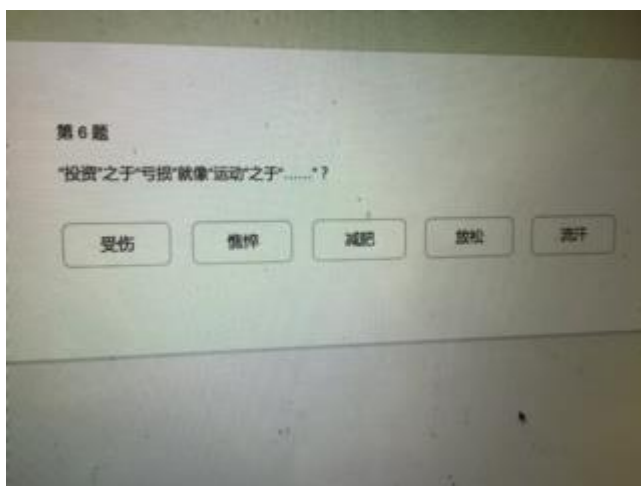 第 6 题
"投资"之于"亏损"就像"运动"之于"......"？
受伤 憔悴 减肥 放松 流汗